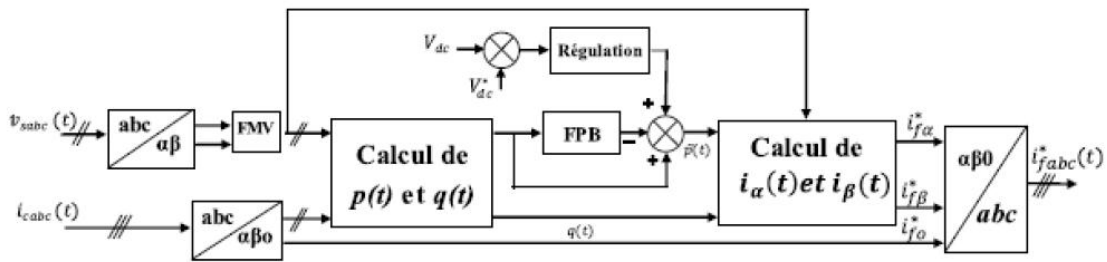 V_dc
Régulation
V*_dc
v_sabc (t)
abc
αβ
FMV
Calcul de
p(t) et q(t)
FPB
+
−
+
p̃(t)
Calcul de
i_α(t) et i_β(t)
i*_fα
i*_fβ
i*_fo
αβ0
abc
i*_fabc(t)
i_cabc(t)
abc
αβo
q(t)